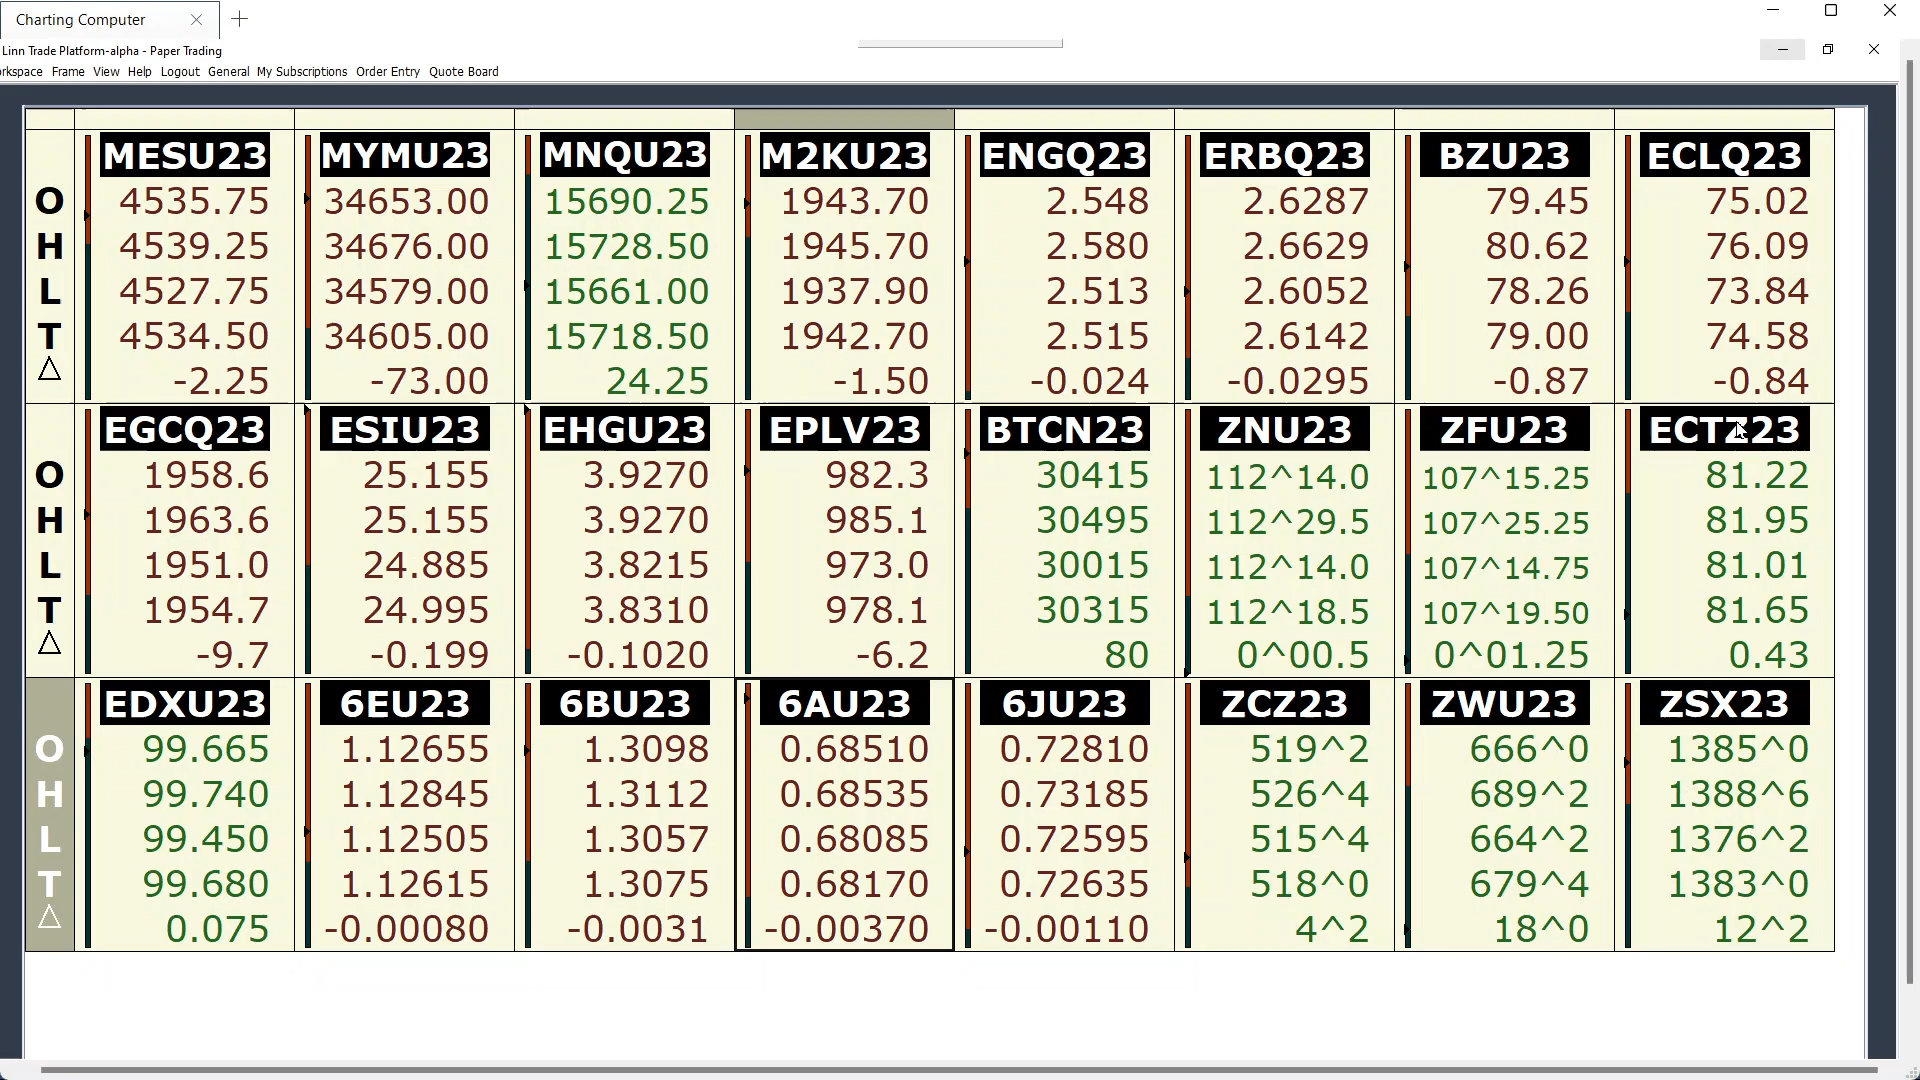 Charting Computer
Linn Trade Platform-alpha - Paper Trading
rkspace Frame View Help Logout General My Subscriptions Order Entry Quote Board
MESU23 MYMU23 MNQU23 M2KU23 ENGQ23 ERBQ23 BZU23 ECLQ23
O 4535.75 34653.00 15690.25 1943.70 2.548 2.6287 79.45 75.02
H 4539.25 34676.00 15728.50 1945.70 2.580 2.6629 80.62 76.09
L 4527.75 34579.00 15661.00 1937.90 2.513 2.6052 78.26 73.84
T 4534.50 34605.00 15718.50 1942.70 2.515 2.6142 79.00 74.58
△ -2.25 -73.00 24.25 -1.50 -0.024 -0.0295 -0.87 -0.84
EGCQ23 ESIU23 EHGU23 EPLV23 BTCN23 ZNU23 ZFU23 ECTZ23
O 1958.6 25.155 3.9270 982.3 30415 112^14.0 107^15.25 81.22
H 1963.6 25.155 3.9270 985.1 30495 112^29.5 107^25.25 81.95
L 1951.0 24.885 3.8215 973.0 30015 112^14.0 107^14.75 81.01
T 1954.7 24.995 3.8310 978.1 30315 112^18.5 107^19.50 81.65
△ -9.7 -0.199 -0.1020 -6.2 80 0^00.5 0^01.25 0.43
EDXU23 6EU23 6BU23 6AU23 6JU23 ZCZ23 ZWU23 ZSX23
O 99.665 1.12655 1.3098 0.68510 0.72810 519^2 666^0 1385^0
H 99.740 1.12845 1.3112 0.68535 0.73185 526^4 689^2 1388^6
L 99.450 1.12505 1.3057 0.68085 0.72595 515^4 664^2 1376^2
T 99.680 1.12615 1.3075 0.68170 0.72635 518^0 679^4 1383^0
△ 0.075 -0.00080 -0.0031 -0.00370 -0.00110 4^2 18^0 12^2